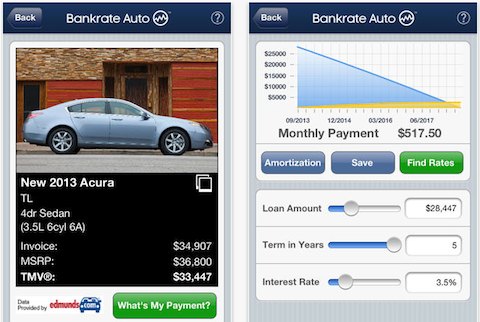 Back
Bankrate Auto
?
New 2013 Acura
TL
4dr Sedan
(3.5L 6cyl 6A)
Invoice: $34,907
MSRP: $36,800
TMV®: $33,447
Data
Provided by
edmunds.com
What's My Payment?
Back
Bankrate Auto
?
$25000
$20000
$15000
$10000
$5000
09/2013 12/2014 03/2016 06/2017
Monthly Payment $517.50
Amortization
Save
Find Rates
Loan Amount $28,447
Term in Years 5
Interest Rate 3.5%